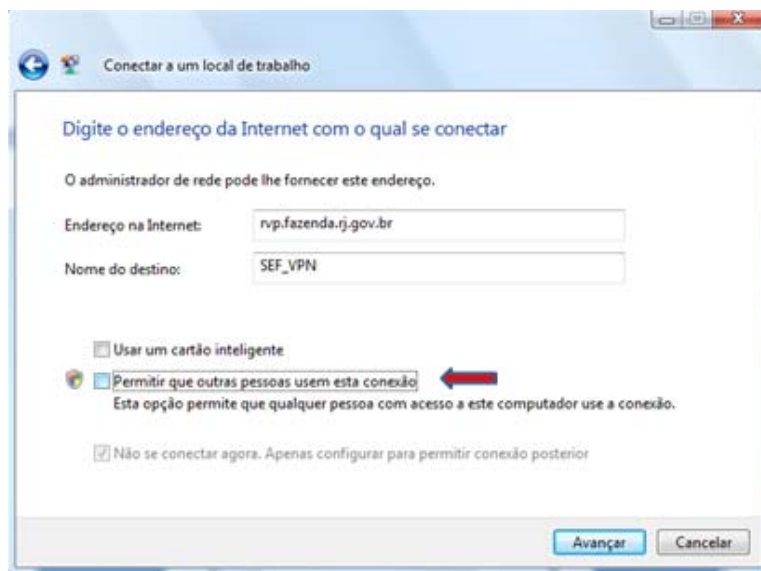 Conectar a um local de trabalho
Digite o endereço da Internet com o qual se conectar
O administrador de rede pode lhe fornecer este endereço.
Endereço na Internet: rvp.fazenda.rj.gov.br
Nome do destino: SEF_VPN
Usar um cartão inteligente
Permitir que outras pessoas usem esta conexão
Esta opção permite que qualquer pessoa com acesso a este computador use a conexão.
Não se conectar agora. Apenas configurar para permitir conexão posterior
Avançar Cancelar